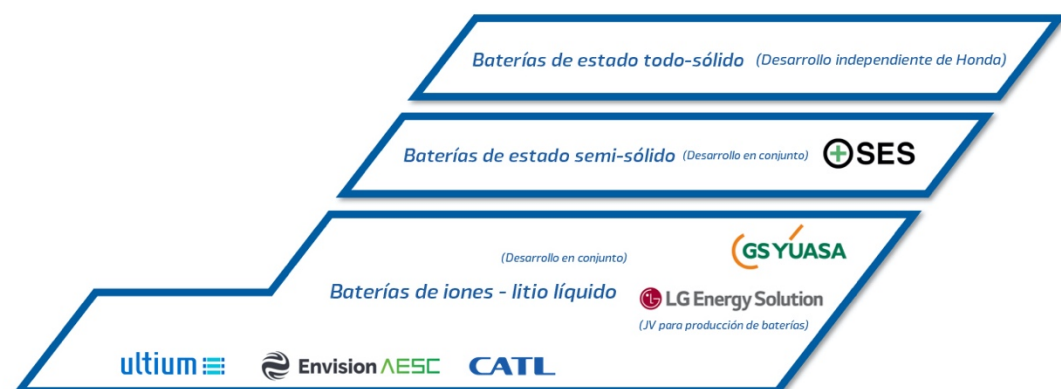 Baterías de estado todo-sólido (Desarrollo independiente de Honda)
Baterías de estado semi-sólido (Desarrollo en conjunto) SES
GS YUASA
(Desarrollo en conjunto)
Baterías de iones - litio líquido LG Energy Solution
(JV para producción de baterías)
ultium Envision AESC CATL